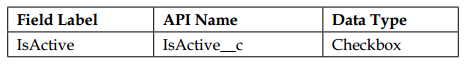 Field Label API Name Data Type
IsActive IsActive__c Checkbox